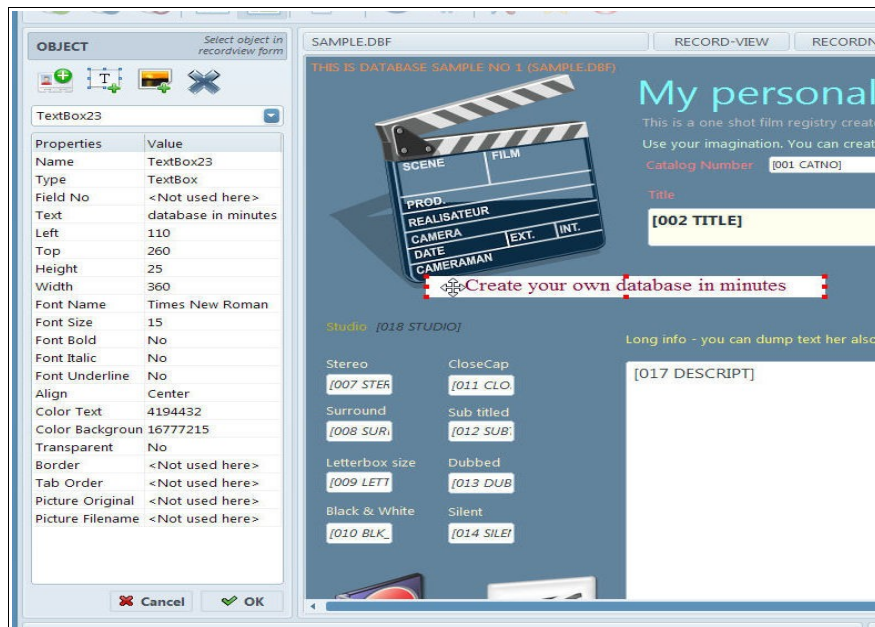 OBJECT
Select object in
recordview form
T
TextBox23
Properties Value
Name TextBox23
Type TextBox
Field No <Not used here>
Text database in minutes
Left 110
Top 260
Height 25
Width 360
Font Name Times New Roman
Font Size 15
Font Bold No
Font Italic No
Font Underline No
Align Center
Color Text 4194432
Color Backgroun 16777215
Transparent No
Border <Not used here>
Tab Order <Not used here>
Picture Original <Not used here>
Picture Filename <Not used here>
Cancel OK
SAMPLE.DBF
RECORD-VIEW RECORDN
THIS IS DATABASE SAMPLE NO 1 (SAMPLE.DBF)
SCENE FILM
PROD.
REALISATEUR
CAMERA EXT. INT.
DATE
CAMERAMAN
My personal
This is a one shot film registry create
Use your imagination. You can creat
Catalog Number [001 CATNO]
Title
[002 TITLE]
Create your own database in minutes
Studio [018 STUDIO]
Stereo CloseCap
[007 STER [011 CLO.
Surround Sub titled
[008 SUR [012 SUB
Letterbox size Dubbed
[009 LETT [013 DUB
Black & White Silent
[010 BLK_ [014 SILE
Long info - you can dump text her also
[017 DESCRIPT]